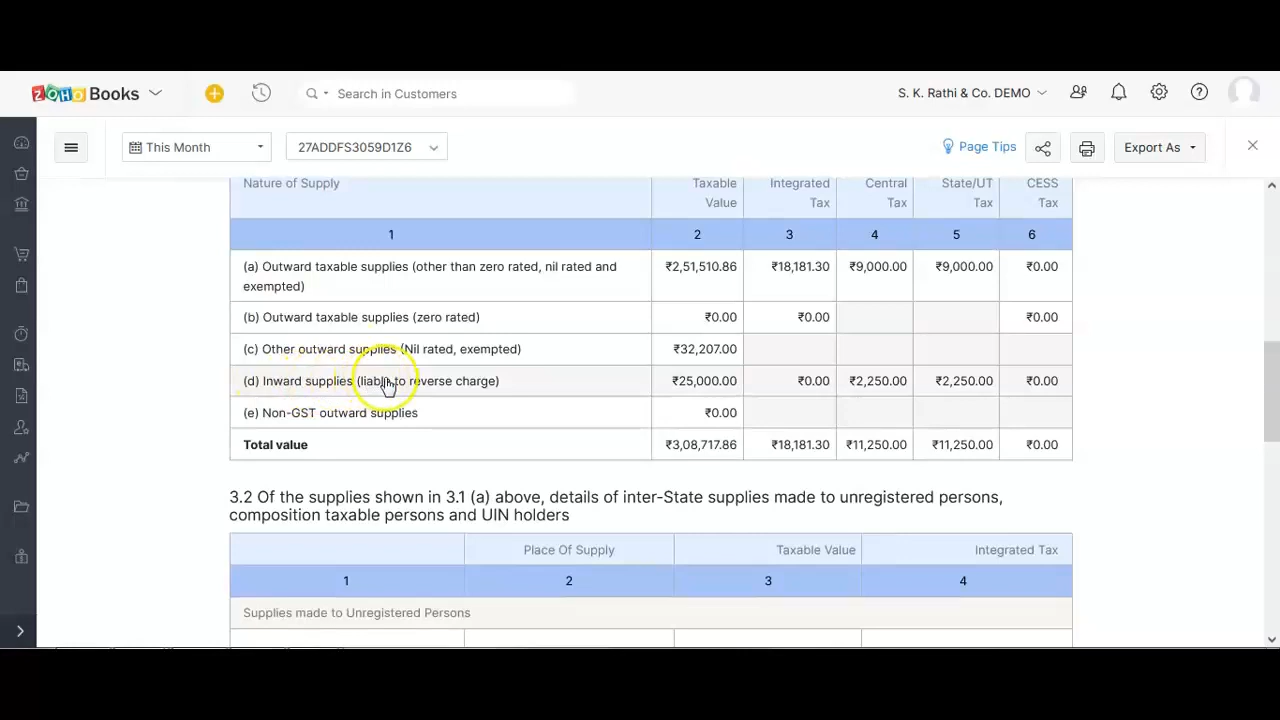 ZOHO Books
Search in Customers
S. K. Rathi & Co. DEMO
This Month
27ADDFS3059D1Z6
Page Tips
Export As
Nature of Supply
Taxable Value
Integrated Tax
Central Tax
State/UT Tax
CESS Tax
1 2 3 4 5 6
(a) Outward taxable supplies (other than zero rated, nil rated and
exempted)
₹2,51,510.86 ₹18,181.30 ₹9,000.00 ₹9,000.00 ₹0.00
(b) Outward taxable supplies (zero rated) ₹0.00 ₹0.00 ₹0.00
(c) Other outward supplies (Nil rated, exempted) ₹32,207.00
(d) Inward supplies (liable to reverse charge) ₹25,000.00 ₹0.00 ₹2,250.00 ₹2,250.00 ₹0.00
(e) Non-GST outward supplies ₹0.00
Total value ₹3,08,717.86 ₹18,181.30 ₹11,250.00 ₹11,250.00 ₹0.00
3.2 Of the supplies shown in 3.1 (a) above, details of inter-State supplies made to unregistered persons,
composition taxable persons and UIN holders
Place Of Supply Taxable Value Integrated Tax
1 2 3 4
Supplies made to Unregistered Persons